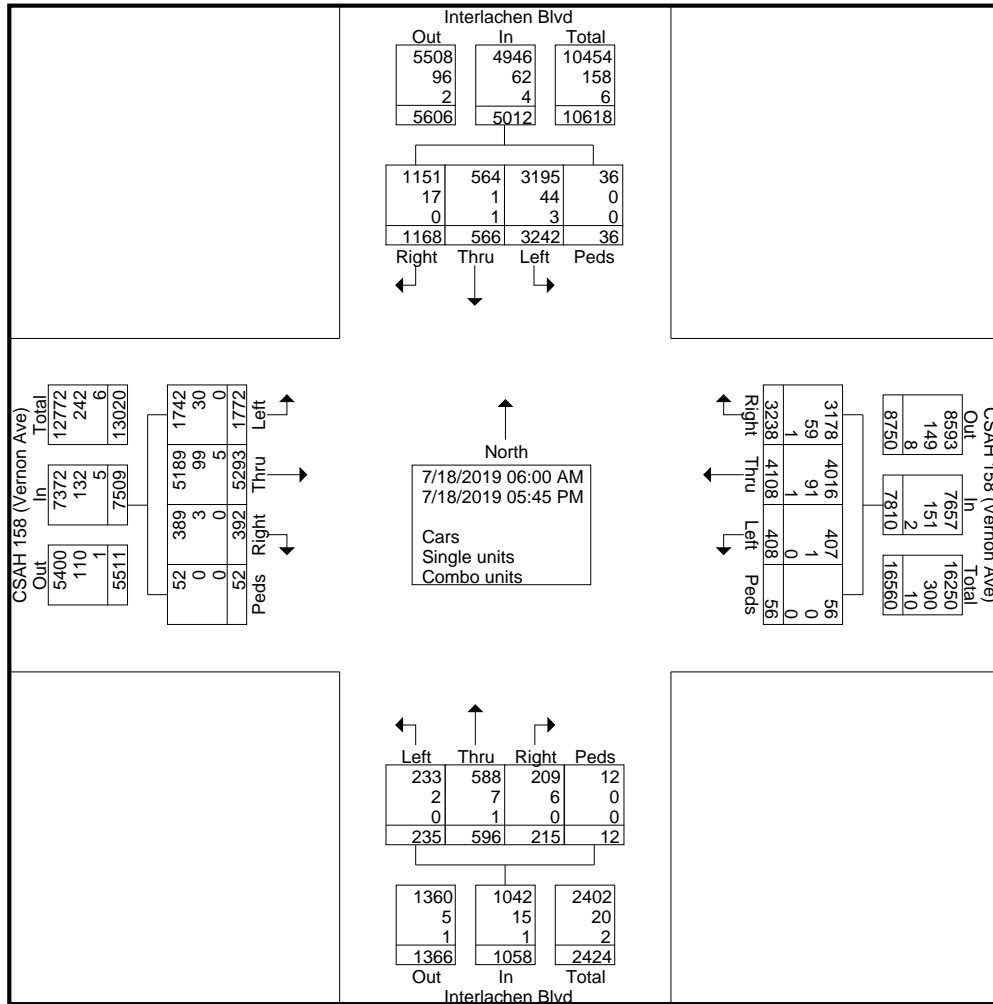 Interlachen Blvd
Out In Total
5508 4946 10454
96 62 158
2 4 6
5606 5012 10618
1151 564 3195 36
17 1 44 0
0 1 3 0
1168 566 3242 36
Right Thru Left Peds
CSAH 158 (Vernon Ave)
Out In Total
5400 7372 12772
110 132 242
1 5 6
5511 7509 13020
389 5189 1742 52
Left Thru Right Peds
1742 5189 389 52
30 99 3 0
0 5 0 0
1772 5293 392 52
North
7/18/2019 06:00 AM
7/18/2019 05:45 PM
Cars
Single units
Combo units
Right Thru Left Peds
3178 4016 407 56
59 91 1 0
1 1 0 0
3238 4108 408 56
CSAH 158 (Vernon Ave)
Out In Total
8593 7657 16250
149 151 300
8 2 10
8750 7810 16560
Left Thru Right Peds
233 588 209 12
2 7 6 0
0 1 0 0
235 596 215 12
1360 1042 2402
5 15 20
1 1 2
1366 1058 2424
Out In Total
Interlachen Blvd